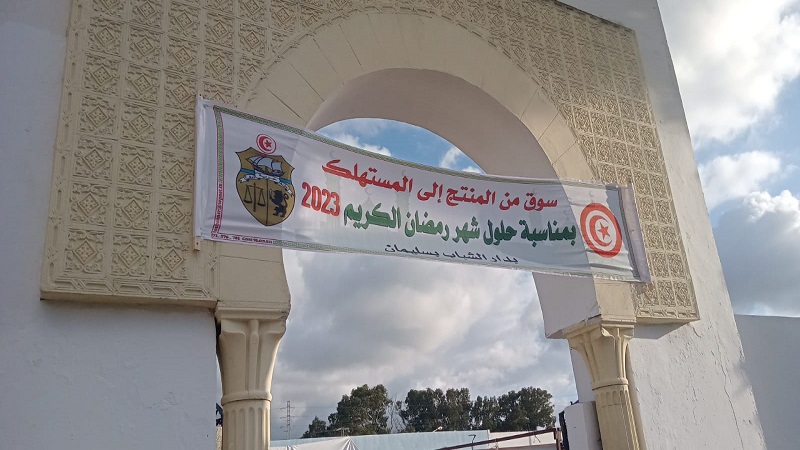 سوق من المنتج إلى المستهلك
بمناسبة حلول شهر رمضان الكريم 2023
بدار الشباب بسليمان